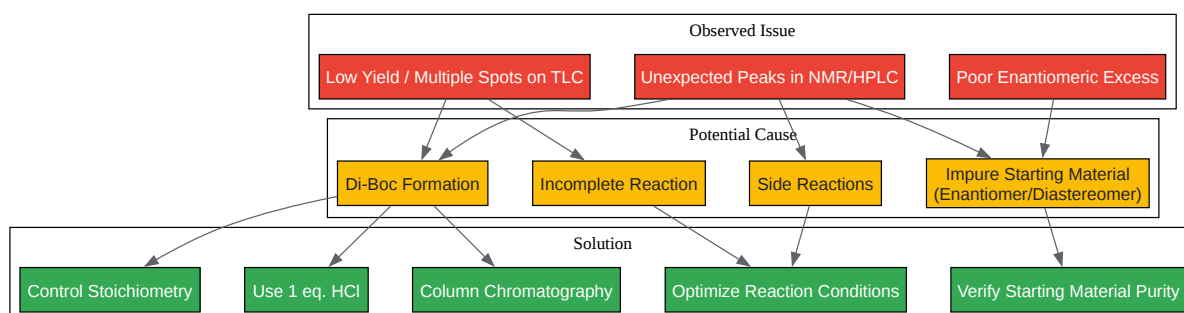 Observed Issue
Low Yield / Multiple Spots on TLC
Unexpected Peaks in NMR/HPLC
Poor Enantiomeric Excess
Potential Cause
Di-Boc Formation
Incomplete Reaction
Side Reactions
Impure Starting Material
(Enantiomer/Diastereomer)
Solution
Control Stoichiometry
Use 1 eq. HCl
Column Chromatography
Optimize Reaction Conditions
Verify Starting Material Purity